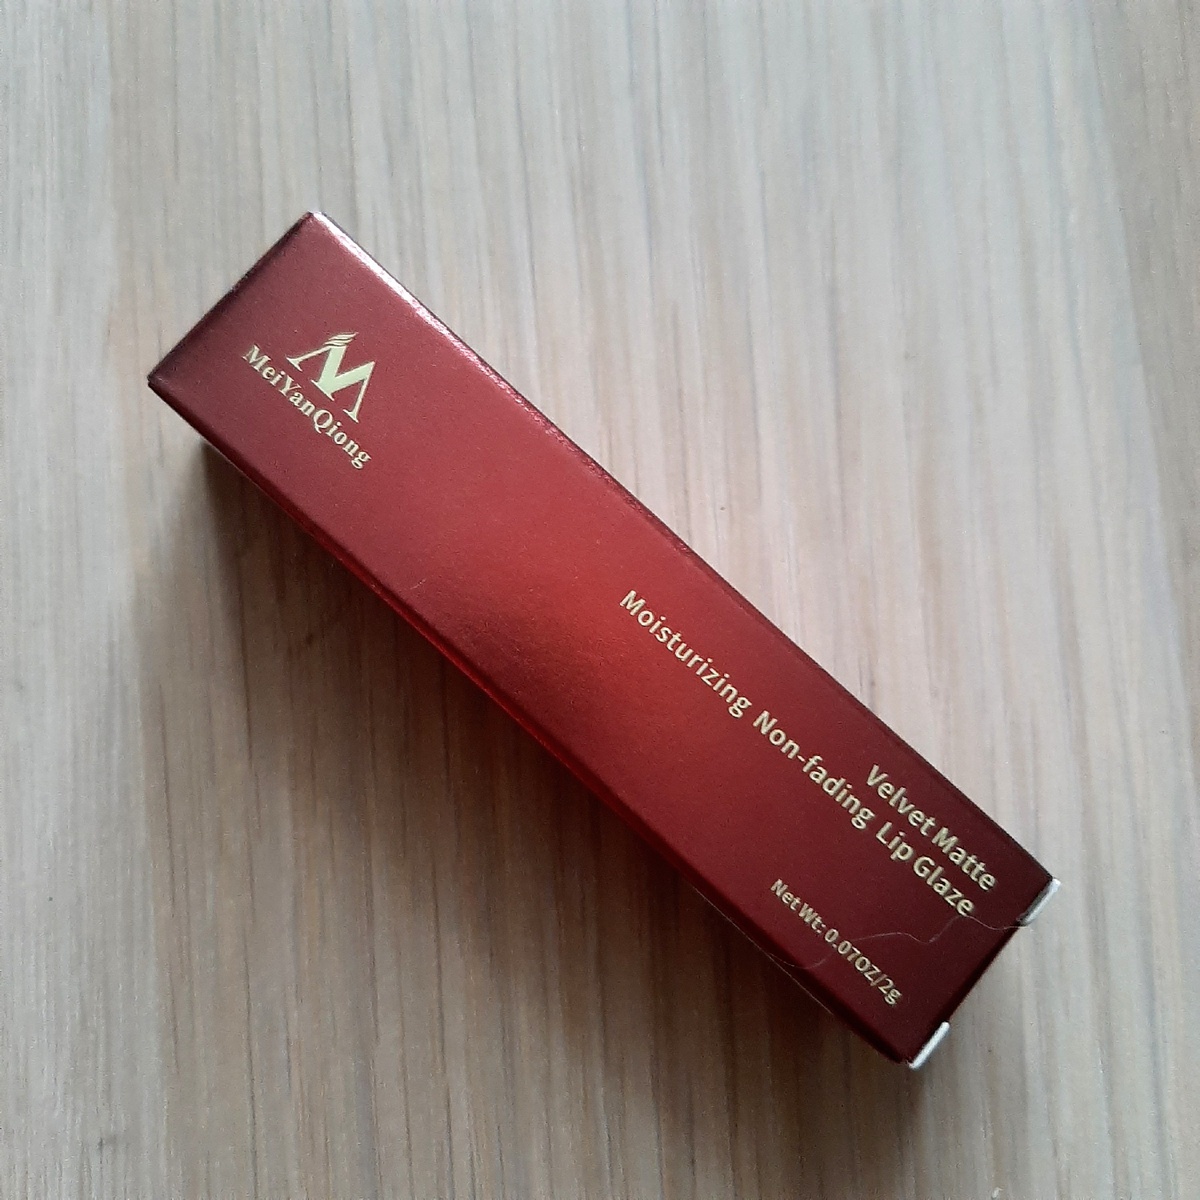 MeiYanQiong
Velvet Matte
Moisturizing Non-fading Lip Glaze
Net Wt: 0.07OZ/2g